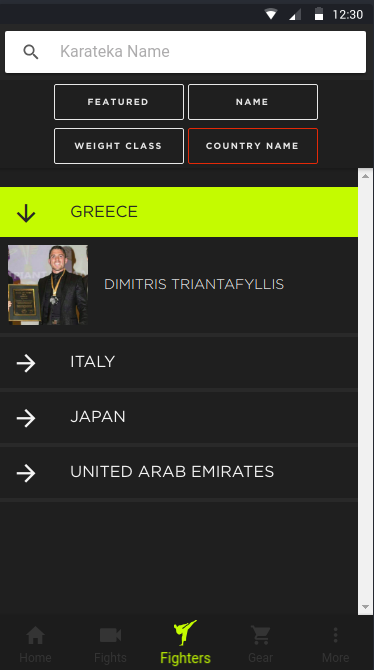 12:30
Karateka Name
FEATURED
NAME
WEIGHT CLASS
COUNTRY NAME
GREECE
DIMITRIS TRIANTAFYLLIS
ITALY
JAPAN
UNITED ARAB EMIRATES
Home
Fights
Fighters
Gear
More